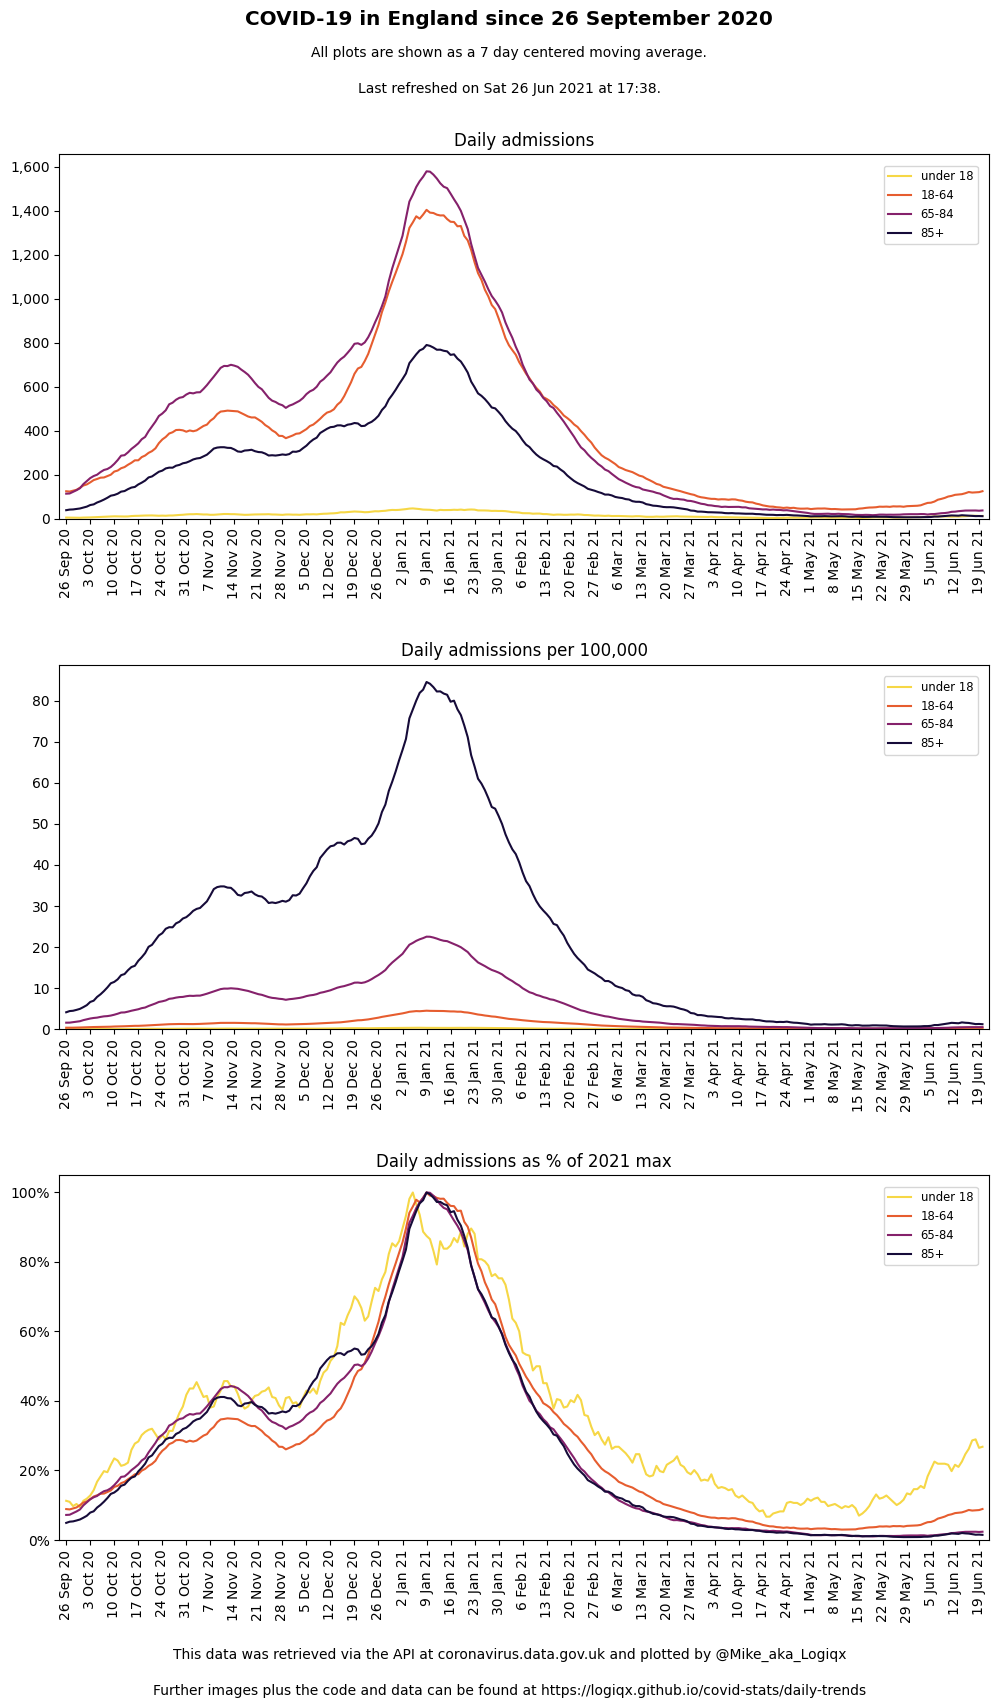 COVID-19 in England since 26 September 2020
All plots are shown as a 7 day centered moving average.
Last refreshed on Sat 26 Jun 2021 at 17:38.
Daily admissions
1,600
1,400
1,200
1,000
800
600
400
200
0
under 18
18-64
65-84
85+
26 Sep 20
3 Oct 20
10 Oct 20
17 Oct 20
24 Oct 20
31 Oct 20
7 Nov 20
14 Nov 20
21 Nov 20
28 Nov 20
5 Dec 20
12 Dec 20
19 Dec 20
26 Dec 20
2 Jan 21
9 Jan 21
16 Jan 21
23 Jan 21
30 Jan 21
6 Feb 21
13 Feb 21
20 Feb 21
27 Feb 21
6 Mar 21
13 Mar 21
20 Mar 21
27 Mar 21
3 Apr 21
10 Apr 21
17 Apr 21
24 Apr 21
1 May 21
8 May 21
15 May 21
22 May 21
29 May 21
5 Jun 21
12 Jun 21
19 Jun 21
Daily admissions per 100,000
80
70
60
50
40
30
20
10
0
under 18
18-64
65-84
85+
26 Sep 20
3 Oct 20
10 Oct 20
17 Oct 20
24 Oct 20
31 Oct 20
7 Nov 20
14 Nov 20
21 Nov 20
28 Nov 20
5 Dec 20
12 Dec 20
19 Dec 20
26 Dec 20
2 Jan 21
9 Jan 21
16 Jan 21
23 Jan 21
30 Jan 21
6 Feb 21
13 Feb 21
20 Feb 21
27 Feb 21
6 Mar 21
13 Mar 21
20 Mar 21
27 Mar 21
3 Apr 21
10 Apr 21
17 Apr 21
24 Apr 21
1 May 21
8 May 21
15 May 21
22 May 21
29 May 21
5 Jun 21
12 Jun 21
19 Jun 21
Daily admissions as % of 2021 max
100%
80%
60%
40%
20%
0%
under 18
18-64
65-84
85+
26 Sep 20
3 Oct 20
10 Oct 20
17 Oct 20
24 Oct 20
31 Oct 20
7 Nov 20
14 Nov 20
21 Nov 20
28 Nov 20
5 Dec 20
12 Dec 20
19 Dec 20
26 Dec 20
2 Jan 21
9 Jan 21
16 Jan 21
23 Jan 21
30 Jan 21
6 Feb 21
13 Feb 21
20 Feb 21
27 Feb 21
6 Mar 21
13 Mar 21
20 Mar 21
27 Mar 21
3 Apr 21
10 Apr 21
17 Apr 21
24 Apr 21
1 May 21
8 May 21
15 May 21
22 May 21
29 May 21
5 Jun 21
12 Jun 21
19 Jun 21
This data was retrieved via the API at coronavirus.data.gov.uk and plotted by @Mike_aka_Logiqx
Further images plus the code and data can be found at https://logiqx.github.io/covid-stats/daily-trends